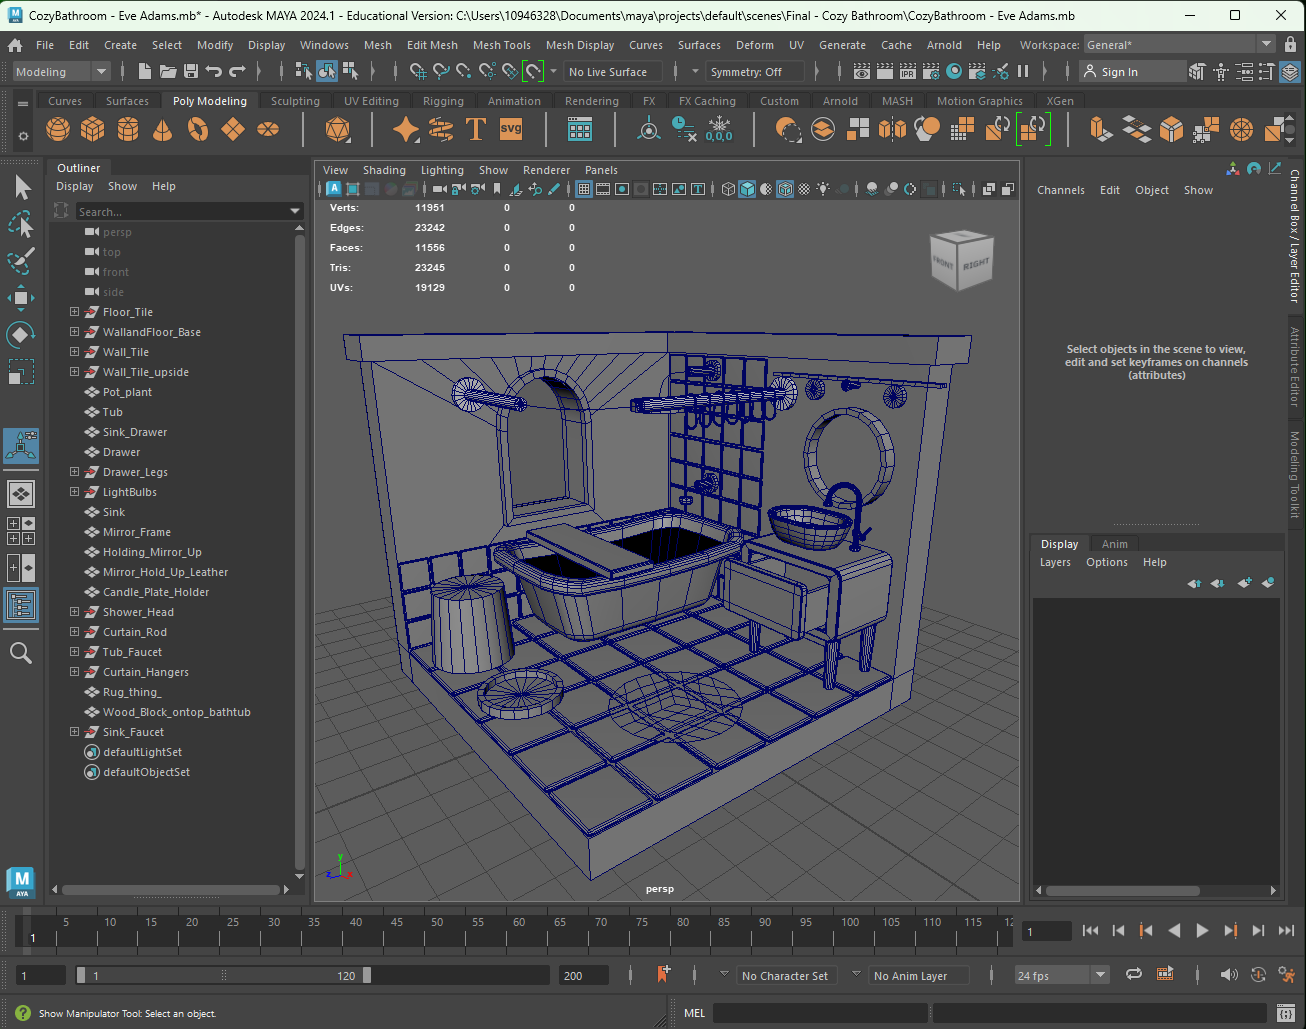 CozyBathroom - Eve Adams.mb* - Autodesk MAYA 2024.1 - Educational Version: C:\Users\10946328\Documents\maya\projects\default\scenes\Final - Cozy Bathroom\CozyBathroom - Eve Adams.mb
File Edit Create Select Modify Display Windows Mesh Edit Mesh Mesh Tools Mesh Display Curves Surfaces Deform UV Generate Cache Arnold Help Workspace: General*
Modeling No Live Surface Symmetry: Off IPR Sign In
Curves Surfaces Poly Modeling Sculpting UV Editing Rigging Animation Rendering FX FX Caching Custom Arnold MASH Motion Graphics XGen
T SVG 0,0,0
Outliner
Display Show Help
Search...
persp
top
front
side
Floor_Tile
WallandFloor_Base
Wall_Tile
Wall_Tile_upside
Pot_plant
Tub
Sink_Drawer
Drawer
Drawer_Legs
LightBulbs
Sink
Mirror_Frame
Holding_Mirror_Up
Mirror_Hold_Up_Leather
Candle_Plate_Holder
Shower_Head
Curtain_Rod
Tub_Faucet
Curtain_Hangers
Rug_thing_
Wood_Block_ontop_bathtub
Sink_Faucet
defaultLightSet
defaultObjectSet
M
AYA
View Shading Lighting Show Renderer Panels
Verts: 11951 0 0
Edges: 23242 0 0
Faces: 11556 0 0
Tris: 23245 0 0
UVs: 19129 0 0
FRONT RIGHT
y
z x
persp
Channels Edit Object Show
Select objects in the scene to view,
edit and set keyframes on channels
(attributes)
Channel Box / Layer Editor
Attribute Editor
Modeling Toolkit
Display Anim
Layers Options Help
5 10 15 20 25 30 35 40 45 50 55 60 65 70 75 80 85 90 95 100 105 110 115 12
1
1
1 1 120 200 No Character Set No Anim Layer 24 fps
Show Manipulator Tool: Select an object.
MEL